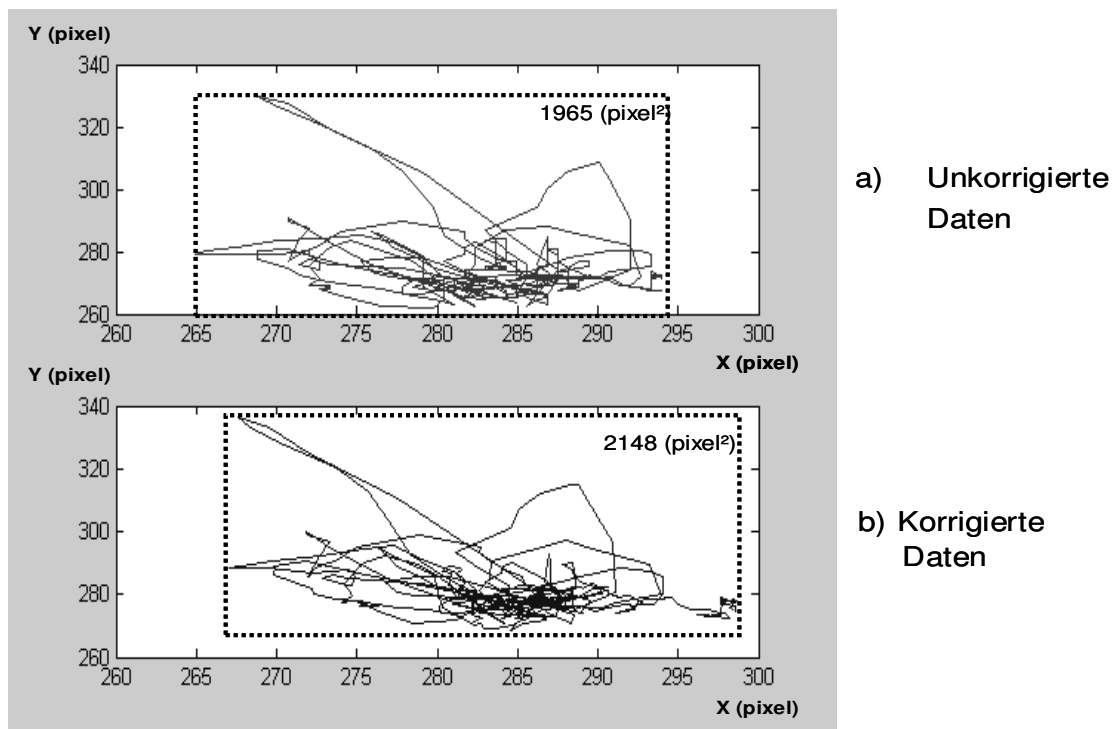 Y (pixel)
340
320
300
280
260
1965 (pixel²)
260 265 270 275 280 285 290 295 300
X (pixel)
a) Unkorrigierte
Daten
Y (pixel)
340
320
300
280
260
2148 (pixel²)
260 265 270 275 280 285 290 295 300
X (pixel)
b) Korrigierte
Daten